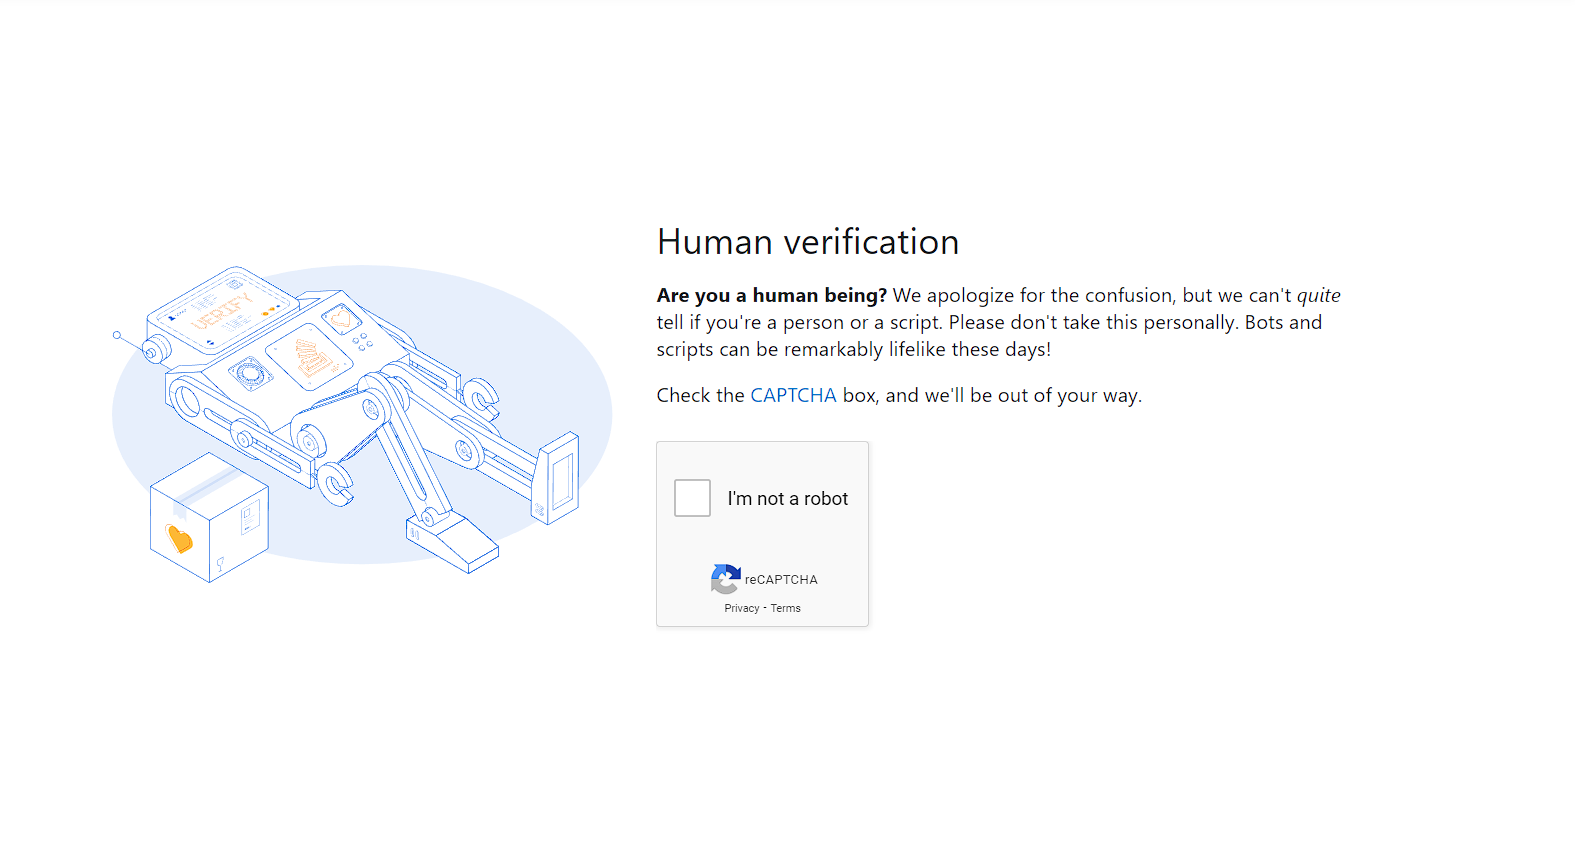 VERIFY
Human verification
Are you a human being? We apologize for the confusion, but we can't quite
tell if you're a person or a script. Please don't take this personally. Bots and
scripts can be remarkably lifelike these days!
Check the CAPTCHA box, and we'll be out of your way.
I'm not a robot
reCAPTCHA
Privacy - Terms